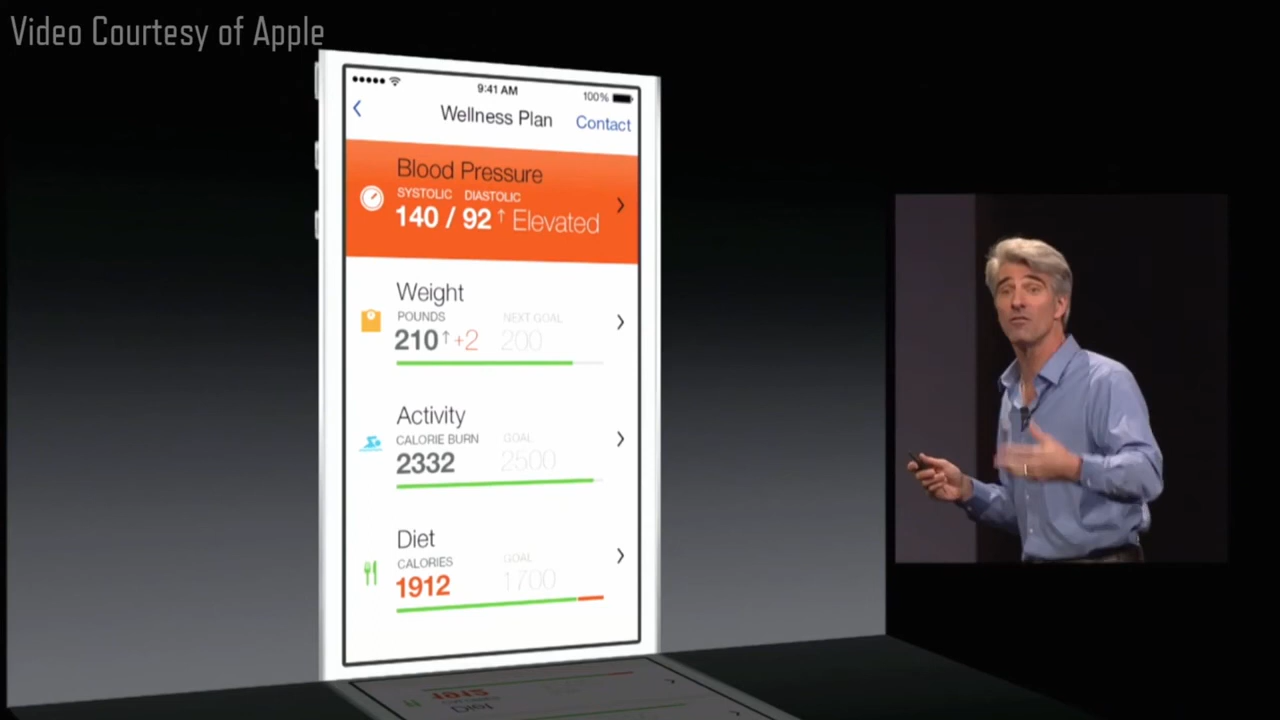 Video Courtesy of Apple
9:41 AM
100%
Wellness Plan
Contact
Blood Pressure
SYSTOLIC DIASTOLIC
140 / 92 ↑ Elevated
Weight
POUNDS NEXT GOAL
210 ↑ +2 200
Activity
CALORIE BURN GOAL
2332 2500
Diet
CALORIES GOAL
1912 1700